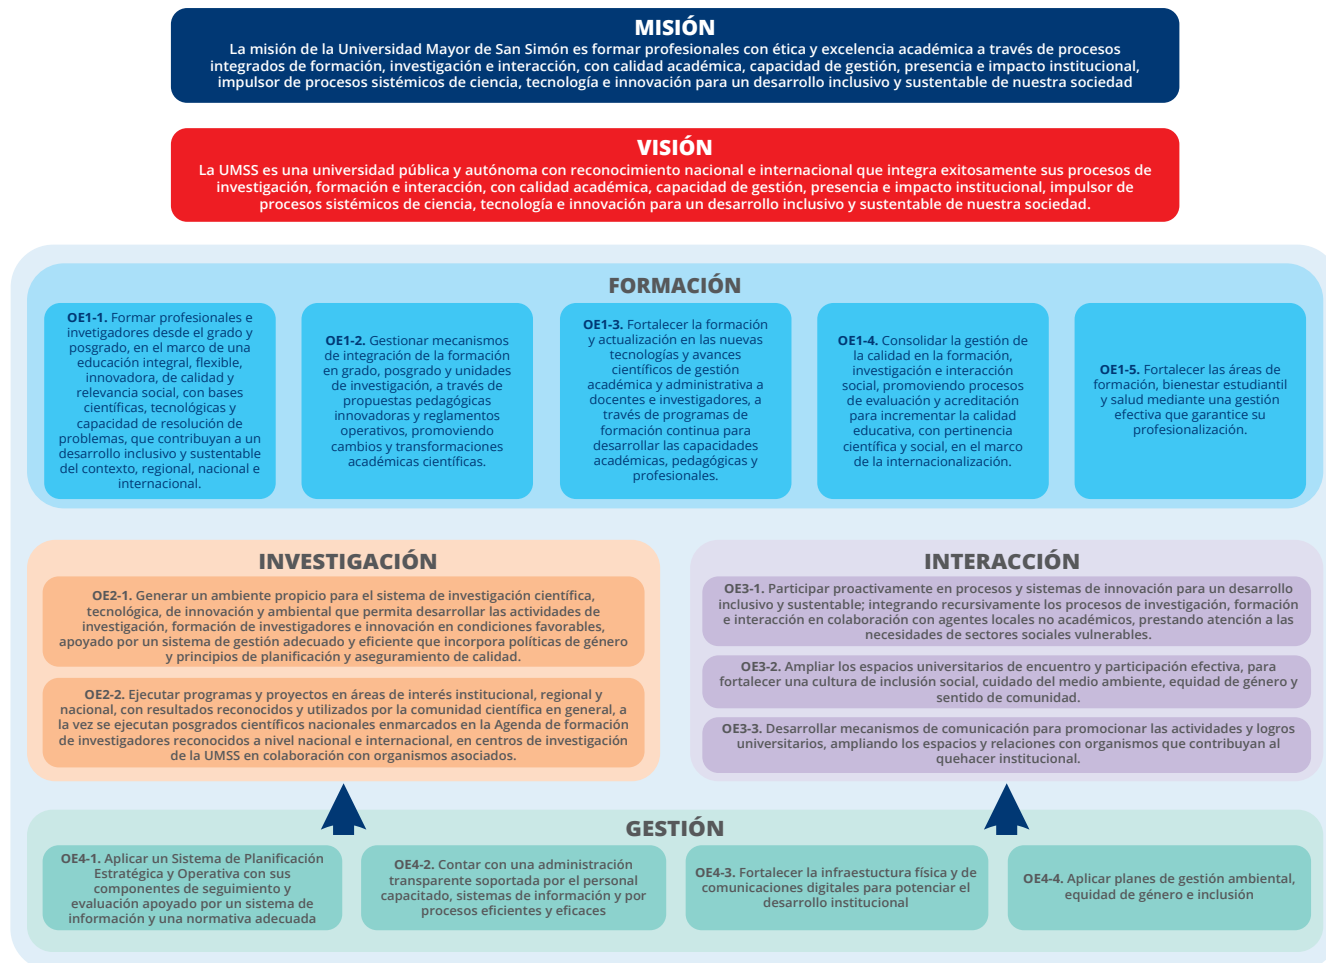 MISIÓN
La misión de la Universidad Mayor de San Simón es formar profesionales con ética y excelencia académica a través de procesos
integrados de formación, investigación e interacción, con calidad académica, capacidad de gestión, presencia e impacto institucional,
impulsor de procesos sistémicos de ciencia, tecnología e innovación para un desarrollo inclusivo y sustentable de nuestra sociedad
VISIÓN
La UMSS es una universidad pública y autónoma con reconocimiento nacional e internacional que integra exitosamente sus procesos de
investigación, formación e interacción, con calidad académica, capacidad de gestión, presencia e impacto institucional, impulsor de
procesos sistémicos de ciencia, tecnología e innovación para un desarrollo inclusivo y sustentable de nuestra sociedad.
FORMACIÓN
OE1-1. Formar profesionales e
invetigadores desde el grado y
posgrado, en el marco de una
educación integral, flexible,
innovadora, de calidad y
relevancia social, con bases
científicas, tecnológicas y
capacidad de resolución de
problemas, que contribuyan a un
desarrollo inclusivo y sustentable
del contexto, regional, nacional e
internacional.
OE1-2. Gestionar mecanismos
de integración de la formación
en grado, posgrado y unidades
de investigación, a través de
propuestas pedagógicas
innovadoras y reglamentos
operativos, promoviendo
cambios y transformaciones
académicas científicas.
OE1-3. Fortalecer la formación
y actualización en las nuevas
tecnologías y avances
científicos de gestión
académica y administrativa a
docentes e investigadores, a
través de programas de
formación continua para
desarrollar las capacidades
académicas, pedagógicas y
profesionales.
OE1-4. Consolidar la gestión de
la calidad en la formación,
investigación e interacción
social, promoviendo procesos
de evaluación y acreditación
para incrementar la calidad
educativa, con pertinencia
científica y social, en el marco
de la internacionalización.
OE1-5. Fortalecer las áreas de
formación, bienestar estudiantil
y salud mediante una gestión
efectiva que garantice su
profesionalización.
INVESTIGACIÓN
OE2-1. Generar un ambiente propicio para el sistema de investigación científica,
tecnológica, de innovación y ambiental que permita desarrollar las actividades de
investigación, formación de investigadores e innovación en condiciones favorables,
apoyado por un sistema de gestión adecuado y eficiente que incorpora políticas de género
y principios de planificación y aseguramiento de calidad.
OE2-2. Ejecutar programas y proyectos en áreas de interés institucional, regional y
nacional, con resultados reconocidos y utilizados por la comunidad científica en general, a
la vez se ejecutan posgrados científicos nacionales enmarcados en la Agenda de formación
de investigadores reconocidos a nivel nacional e internacional, en centros de investigación
de la UMSS en colaboración con organismos asociados.
INTERACCIÓN
OE3-1. Participar proactivamente en procesos y sistemas de innovación para un desarrollo
inclusivo y sustentable; integrando recursivamente los procesos de investigación, formación
e interacción en colaboración con agentes locales no académicos, prestando atención a las
necesidades de sectores sociales vulnerables.
OE3-2. Ampliar los espacios universitarios de encuentro y participación efectiva, para
fortalecer una cultura de inclusión social, cuidado del medio ambiente, equidad de género y
sentido de comunidad.
OE3-3. Desarrollar mecanismos de comunicación para promocionar las actividades y logros
universitarios, ampliando los espacios y relaciones con organismos que contribuyan al
quehacer institucional.
GESTIÓN
OE4-1. Aplicar un Sistema de Planificación
Estratégica y Operativa con sus
componentes de seguimiento y
evaluación apoyado por un sistema de
información y una normativa adecuada
OE4-2. Contar con una administración
transparente soportada por el personal
capacitado, sistemas de información y por
procesos eficientes y eficaces
OE4-3. Fortalecer la infraestuctura física y de
comunicaciones digitales para potenciar el
desarrollo institucional
OE4-4. Aplicar planes de gestión ambiental,
equidad de género e inclusión